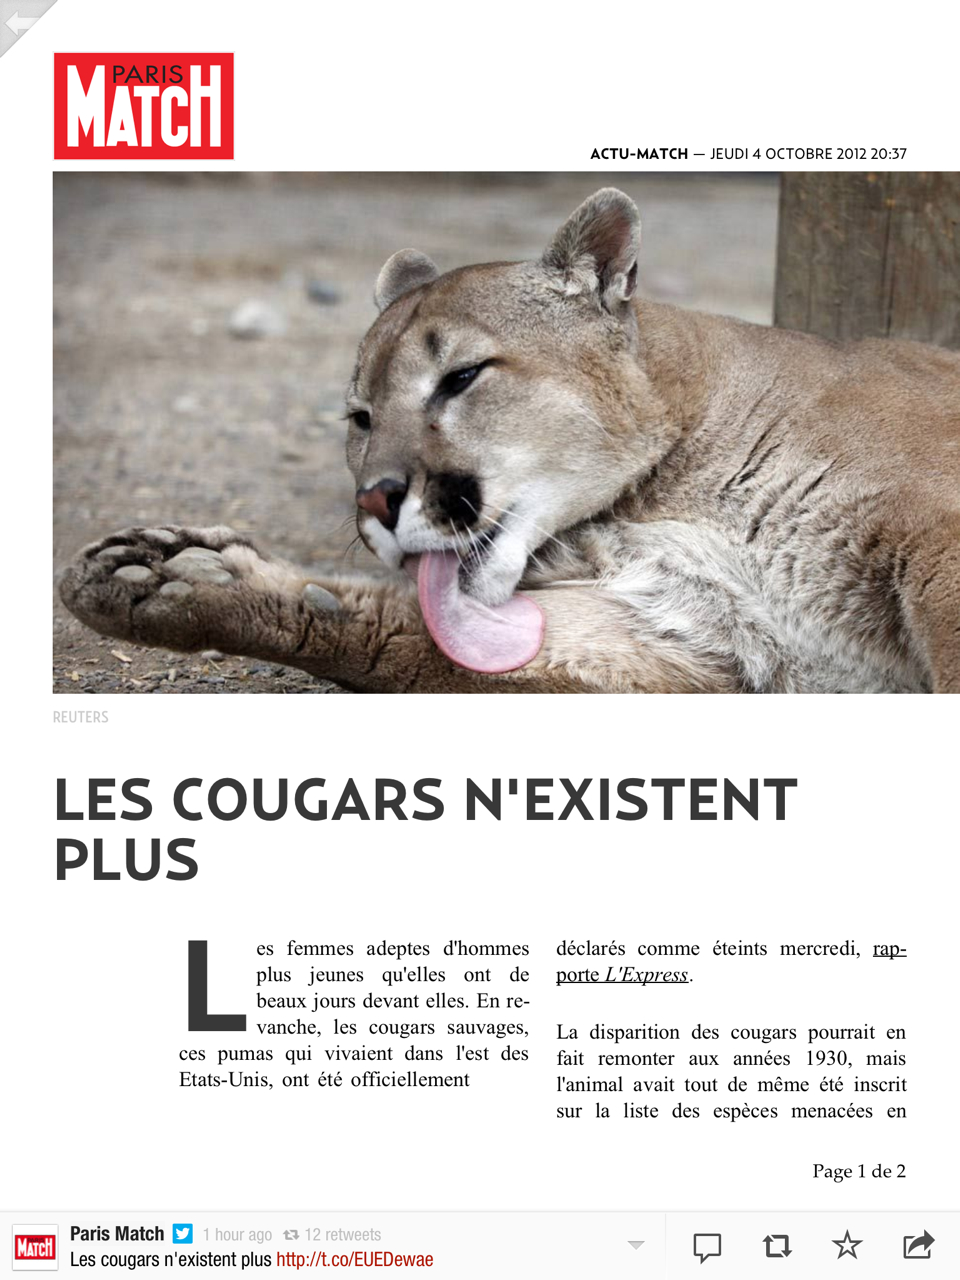 PARIS
MATCH
ACTU-MATCH — JEUDI 4 OCTOBRE 2012 20:37
REUTERS
LES COUGARS N'EXISTENT
PLUS
Les femmes adeptes d'hommes
plus jeunes qu'elles ont de
beaux jours devant elles. En re-
vanche, les cougars sauvages,
ces pumas qui vivaient dans l'est des
Etats-Unis, ont été officiellement
déclarés comme éteints mercredi, rap-
porte L'Express.
La disparition des cougars pourrait en
fait remonter aux années 1930, mais
l'animal avait tout de même été inscrit
sur la liste des espèces menacées en
Page 1 de 2
PARIS
MATCH
Paris Match 1 hour ago 12 retweets
Les cougars n'existent plus http://t.co/EUEDewae